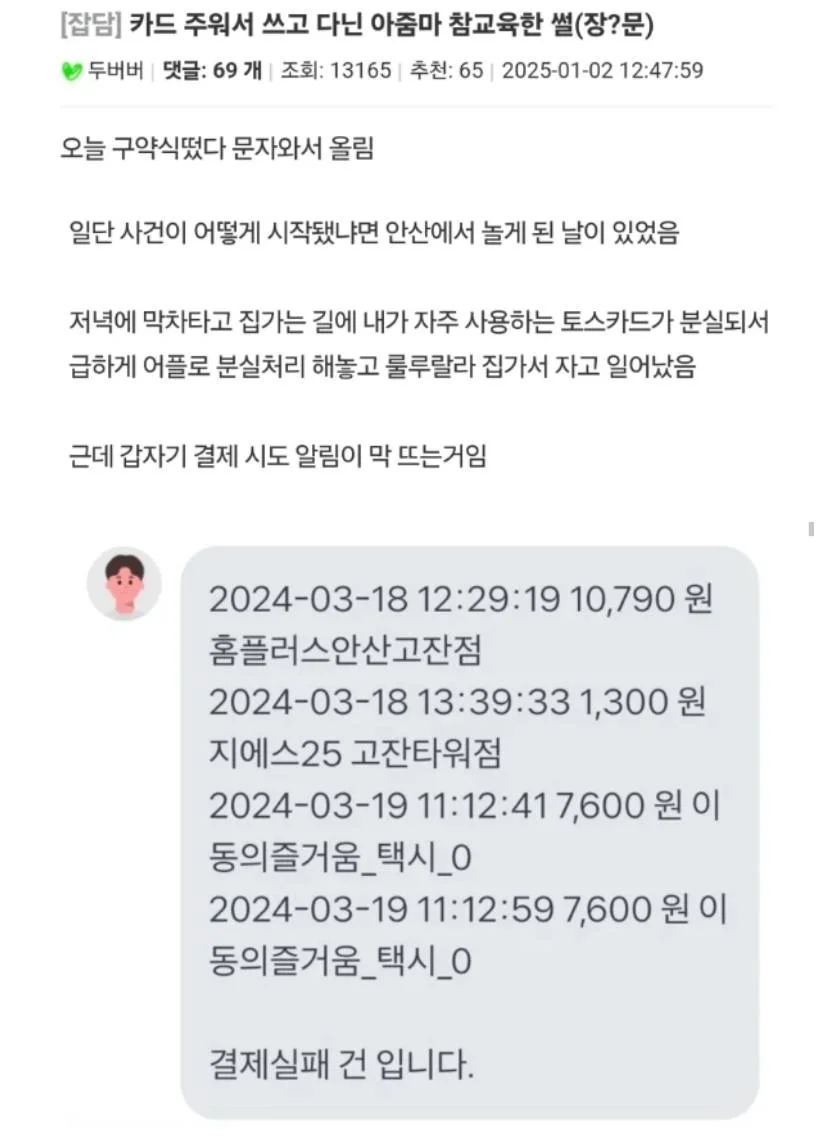 [잡담] 카드 주워서 쓰고 다닌 아줌마 참교육한 썰(장?문)
두버버 | 댓글: 69 개 | 조회: 13165 | 추천: 65 | 2025-01-02 12:47:59
오늘 구약식떴다 문자와서 올림
일단 사건이 어떻게 시작됐냐면 안산에서 놀게 된 날이 있었음
저녁에 막차타고 집가는 길에 내가 자주 사용하는 토스카드가 분실되서
급하게 어플로 분실처리 해놓고 룰루랄라 집가서 자고 일어났음
근데 갑자기 결제 시도 알림이 막 뜨는거임
2024-03-18 12:29:19 10,790 원
홈플러스안산고잔점
2024-03-18 13:39:33 1,300 원
지에스25 고잔타워점
2024-03-19 11:12:41 7,600 원 이
동의즐거움_택시_0
2024-03-19 11:12:59 7,600 원 이
동의즐거움_택시_0
결제실패 건 입니다.